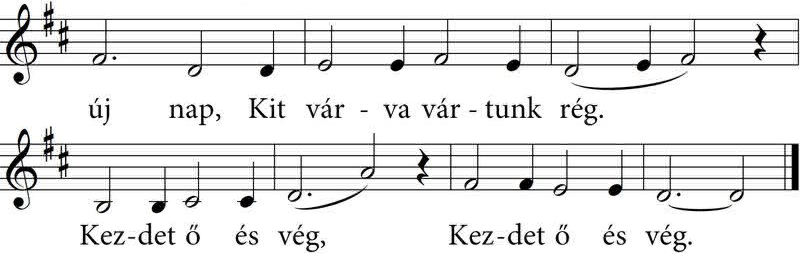 új nap, Kit vár - va vár - tunk rég.
Kez-det ő és vég, Kez-det ő és vég.